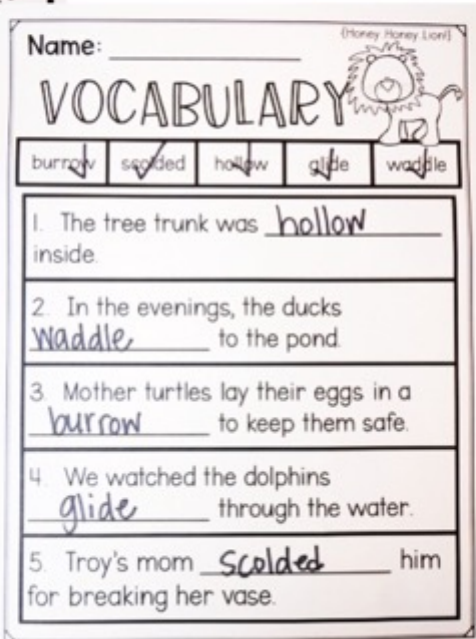 {Honey Honey Lion!}
Name:
VOCABULARY
burrow scolded hollow glide waddle
1. The tree trunk was hollow
inside.
2. In the evenings, the ducks
waddle to the pond.
3. Mother turtles lay their eggs in a
burrow to keep them safe.
4. We watched the dolphins
glide through the water.
5. Troy's mom scolded him
for breaking her vase.